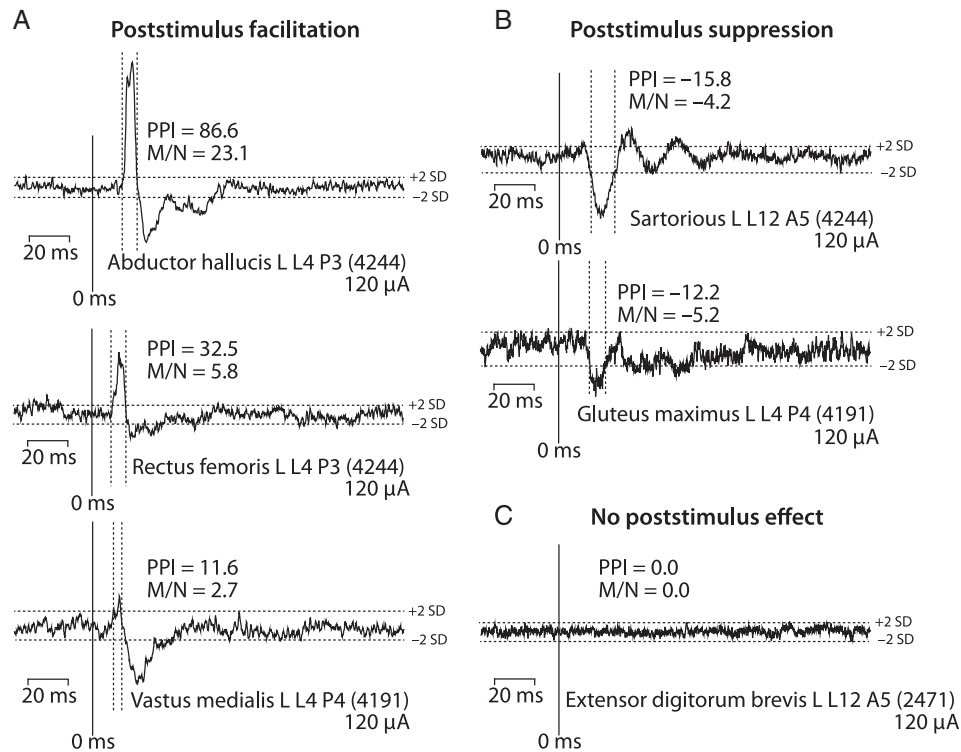 A
Poststimulus facilitation
PPI = 86.6
M/N = 23.1
+2 SD
–2 SD
20 ms
Abductor hallucis L L4 P3 (4244)
120 µA
0 ms
PPI = 32.5
M/N = 5.8
+2 SD
–2 SD
20 ms
Rectus femoris L L4 P3 (4244)
120 µA
0 ms
PPI = 11.6
M/N = 2.7
+2 SD
–2 SD
20 ms
Vastus medialis L L4 P4 (4191)
120 µA
0 ms
B
Poststimulus suppression
PPI = –15.8
M/N = –4.2
+2 SD
–2 SD
20 ms
Sartorious L L12 A5 (4244)
0 ms
120 µA
PPI = –12.2
M/N = –5.2
+2 SD
–2 SD
20 ms
Gluteus maximus L L4 P4 (4191)
120 µA
0 ms
C
No poststimulus effect
PPI = 0.0
M/N = 0.0
+2 SD
–2 SD
20 ms
Extensor digitorum brevis L L12 A5 (2471)
120 µA
0 ms